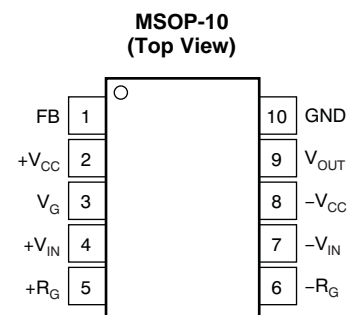 MSOP-10
(Top View)
FB 1 10 GND
+VCC 2 9 VOUT
VG 3 8 −VCC
+VIN 4 7 −VIN
+RG 5 6 −RG